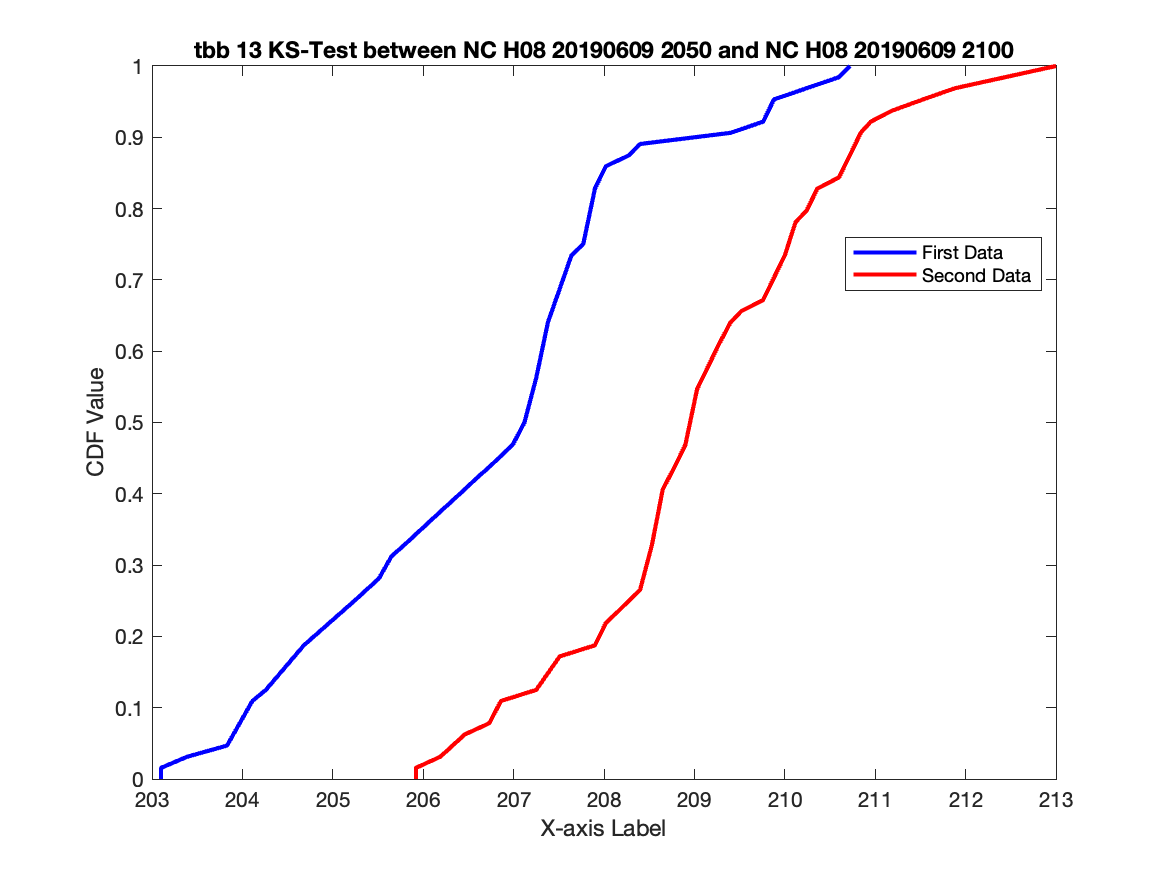 tbb 13 KS-Test between NC H08 20190609 2050 and NC H08 20190609 2100
1
0.9
0.8
0.7
0.6
0.5
0.4
0.3
0.2
0.1
0
CDF Value
First Data
Second Data
203 204 205 206 207 208 209 210 211 212 213
X-axis Label